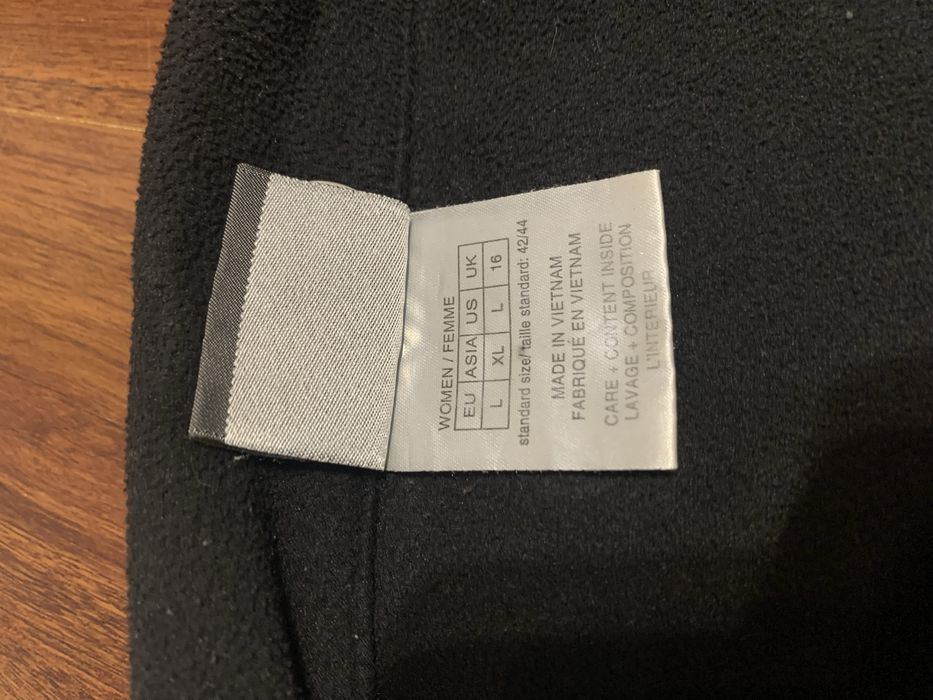 WOMEN / FEMME
EU ASIA US UK
L XL L 16
standard size/ taille standard: 42/44
MADE IN VIETNAM
FABRIQUÉ EN VIETNAM
CARE + CONTENT INSIDE
LAVAGE + COMPOSITION
L'INTERIEUR